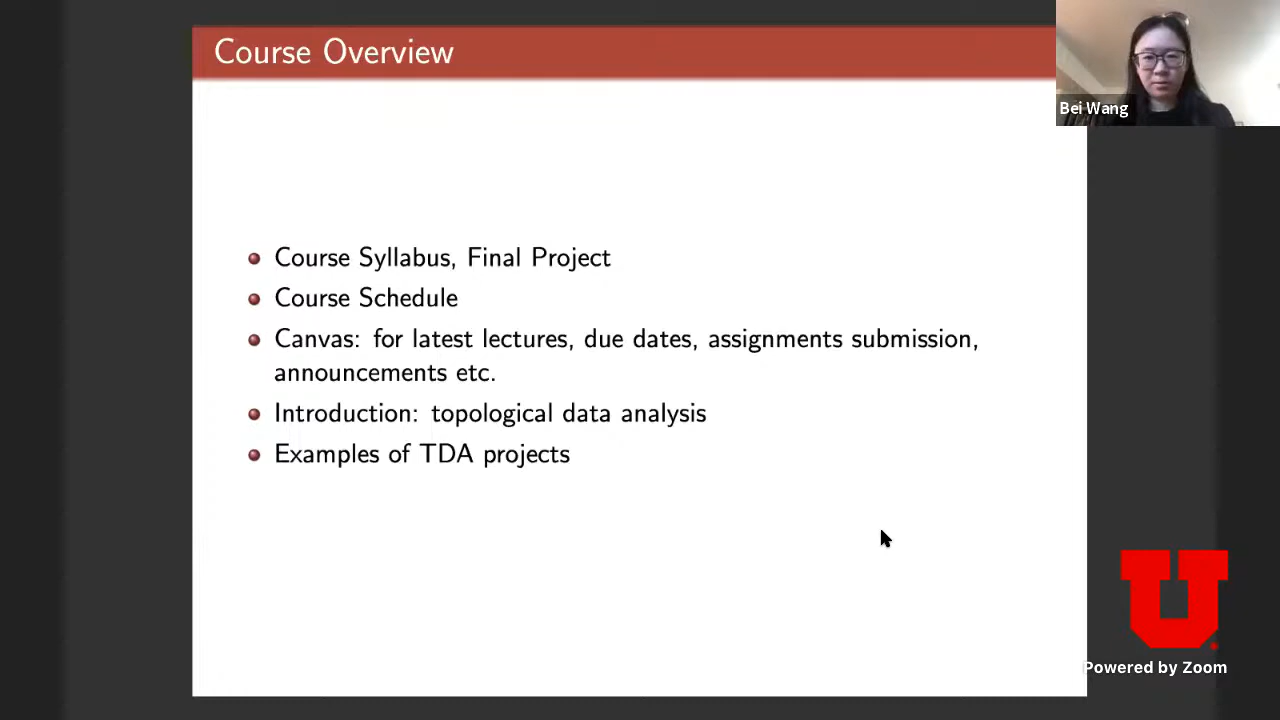 Course Overview
Bei Wang
Course Syllabus, Final Project
Course Schedule
Canvas: for latest lectures, due dates, assignments submission,
announcements etc.
Introduction: topological data analysis
Examples of TDA projects
U
Powered by Zoom